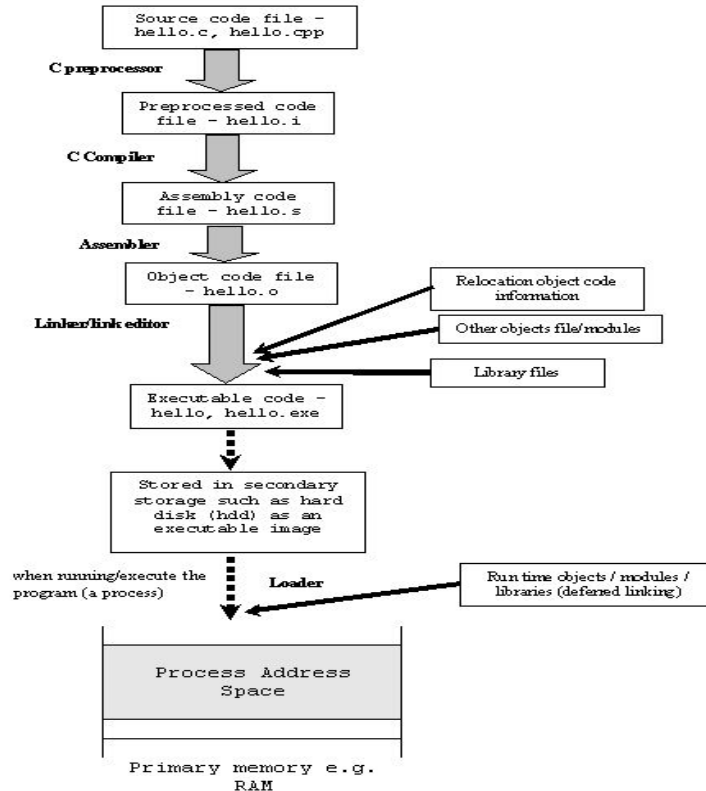 Source code file -
hello.c, hello.cpp
C preprocessor
Preprocessed code
file - hello.i
C Compiler
Assembly code
file - hello.s
Assembler
Object code file
- hello.o
Linker/link editor
Relocation object code
information
Other objects file/modules
Library files
Executable code -
hello, hello.exe
Stored in secondary
storage such as hard
disk (hdd) as an
executable image
when running/execute the
program (a process)
Loader
Run time objects / modules /
libraries (deferred linking)
Process Address
Space
Primary memory e.g.
RAM